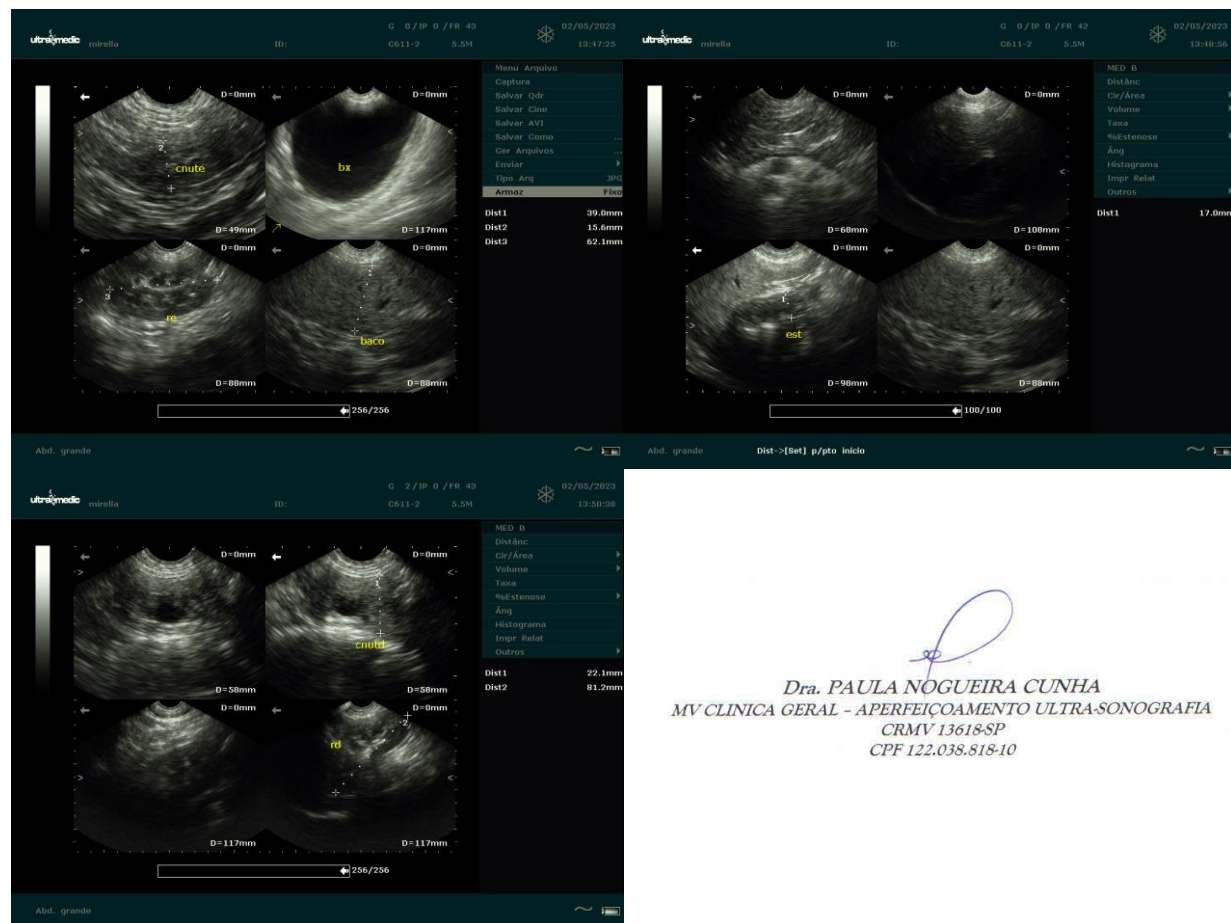 G 0/IP 0 /FR 43
02/05/2023
ultramedic
mirella
ID:
C611-2
5.5M
13:47:25
Menu Arquivo
Captura
Salvar Qdr
Salvar Cine
Salvar AVI
Salvar Como ...
Ger Arquivos ...
Enviar
Tipo Arq JPG
Armaz Fixo
Dist1 39.0mm
Dist2 15.6mm
Dist3 62.1mm
D=0mm
2
cnute
D=49mm
D=0mm
bx
D=117mm
D=0mm
3
re
D=88mm
D=0mm
baco
D=88mm
256/256
Abd. grande
G 0/IP 0 /FR 42
02/05/2023
ultramedic
mirella
ID:
C611-2
5.5M
13:48:56
MED B
Distânc
Cir/Área
Volume
Taxa
%Estenose
Âng
Histograma
Impr Relat
Outros
Dist1 17.0mm
D=0mm
D=68mm
D=0mm
D=108mm
D=0mm
1
est
D=98mm
D=0mm
D=88mm
100/100
Abd. grande
Dist->[Set] p/pto inicio
G 2/IP 0 /FR 43
02/05/2023
ultramedic
mirella
ID:
C611-2
5.5M
13:50:38
MED B
Distânc
Cir/Área
Volume
Taxa
%Estenose
Âng
Histograma
Impr Relat
Outros
Dist1 22.1mm
Dist2 81.2mm
D=0mm
D=58mm
D=0mm
1
cnutd
D=58mm
D=0mm
D=117mm
D=0mm
2
rd
D=117mm
256/256
Abd. grande
Dra. PAULA NOGUEIRA CUNHA
MV CLINICA GERAL – APERFEIÇOAMENTO ULTRA-SONOGRAFIA
CRMV 13618-SP
CPF 122.038.818-10